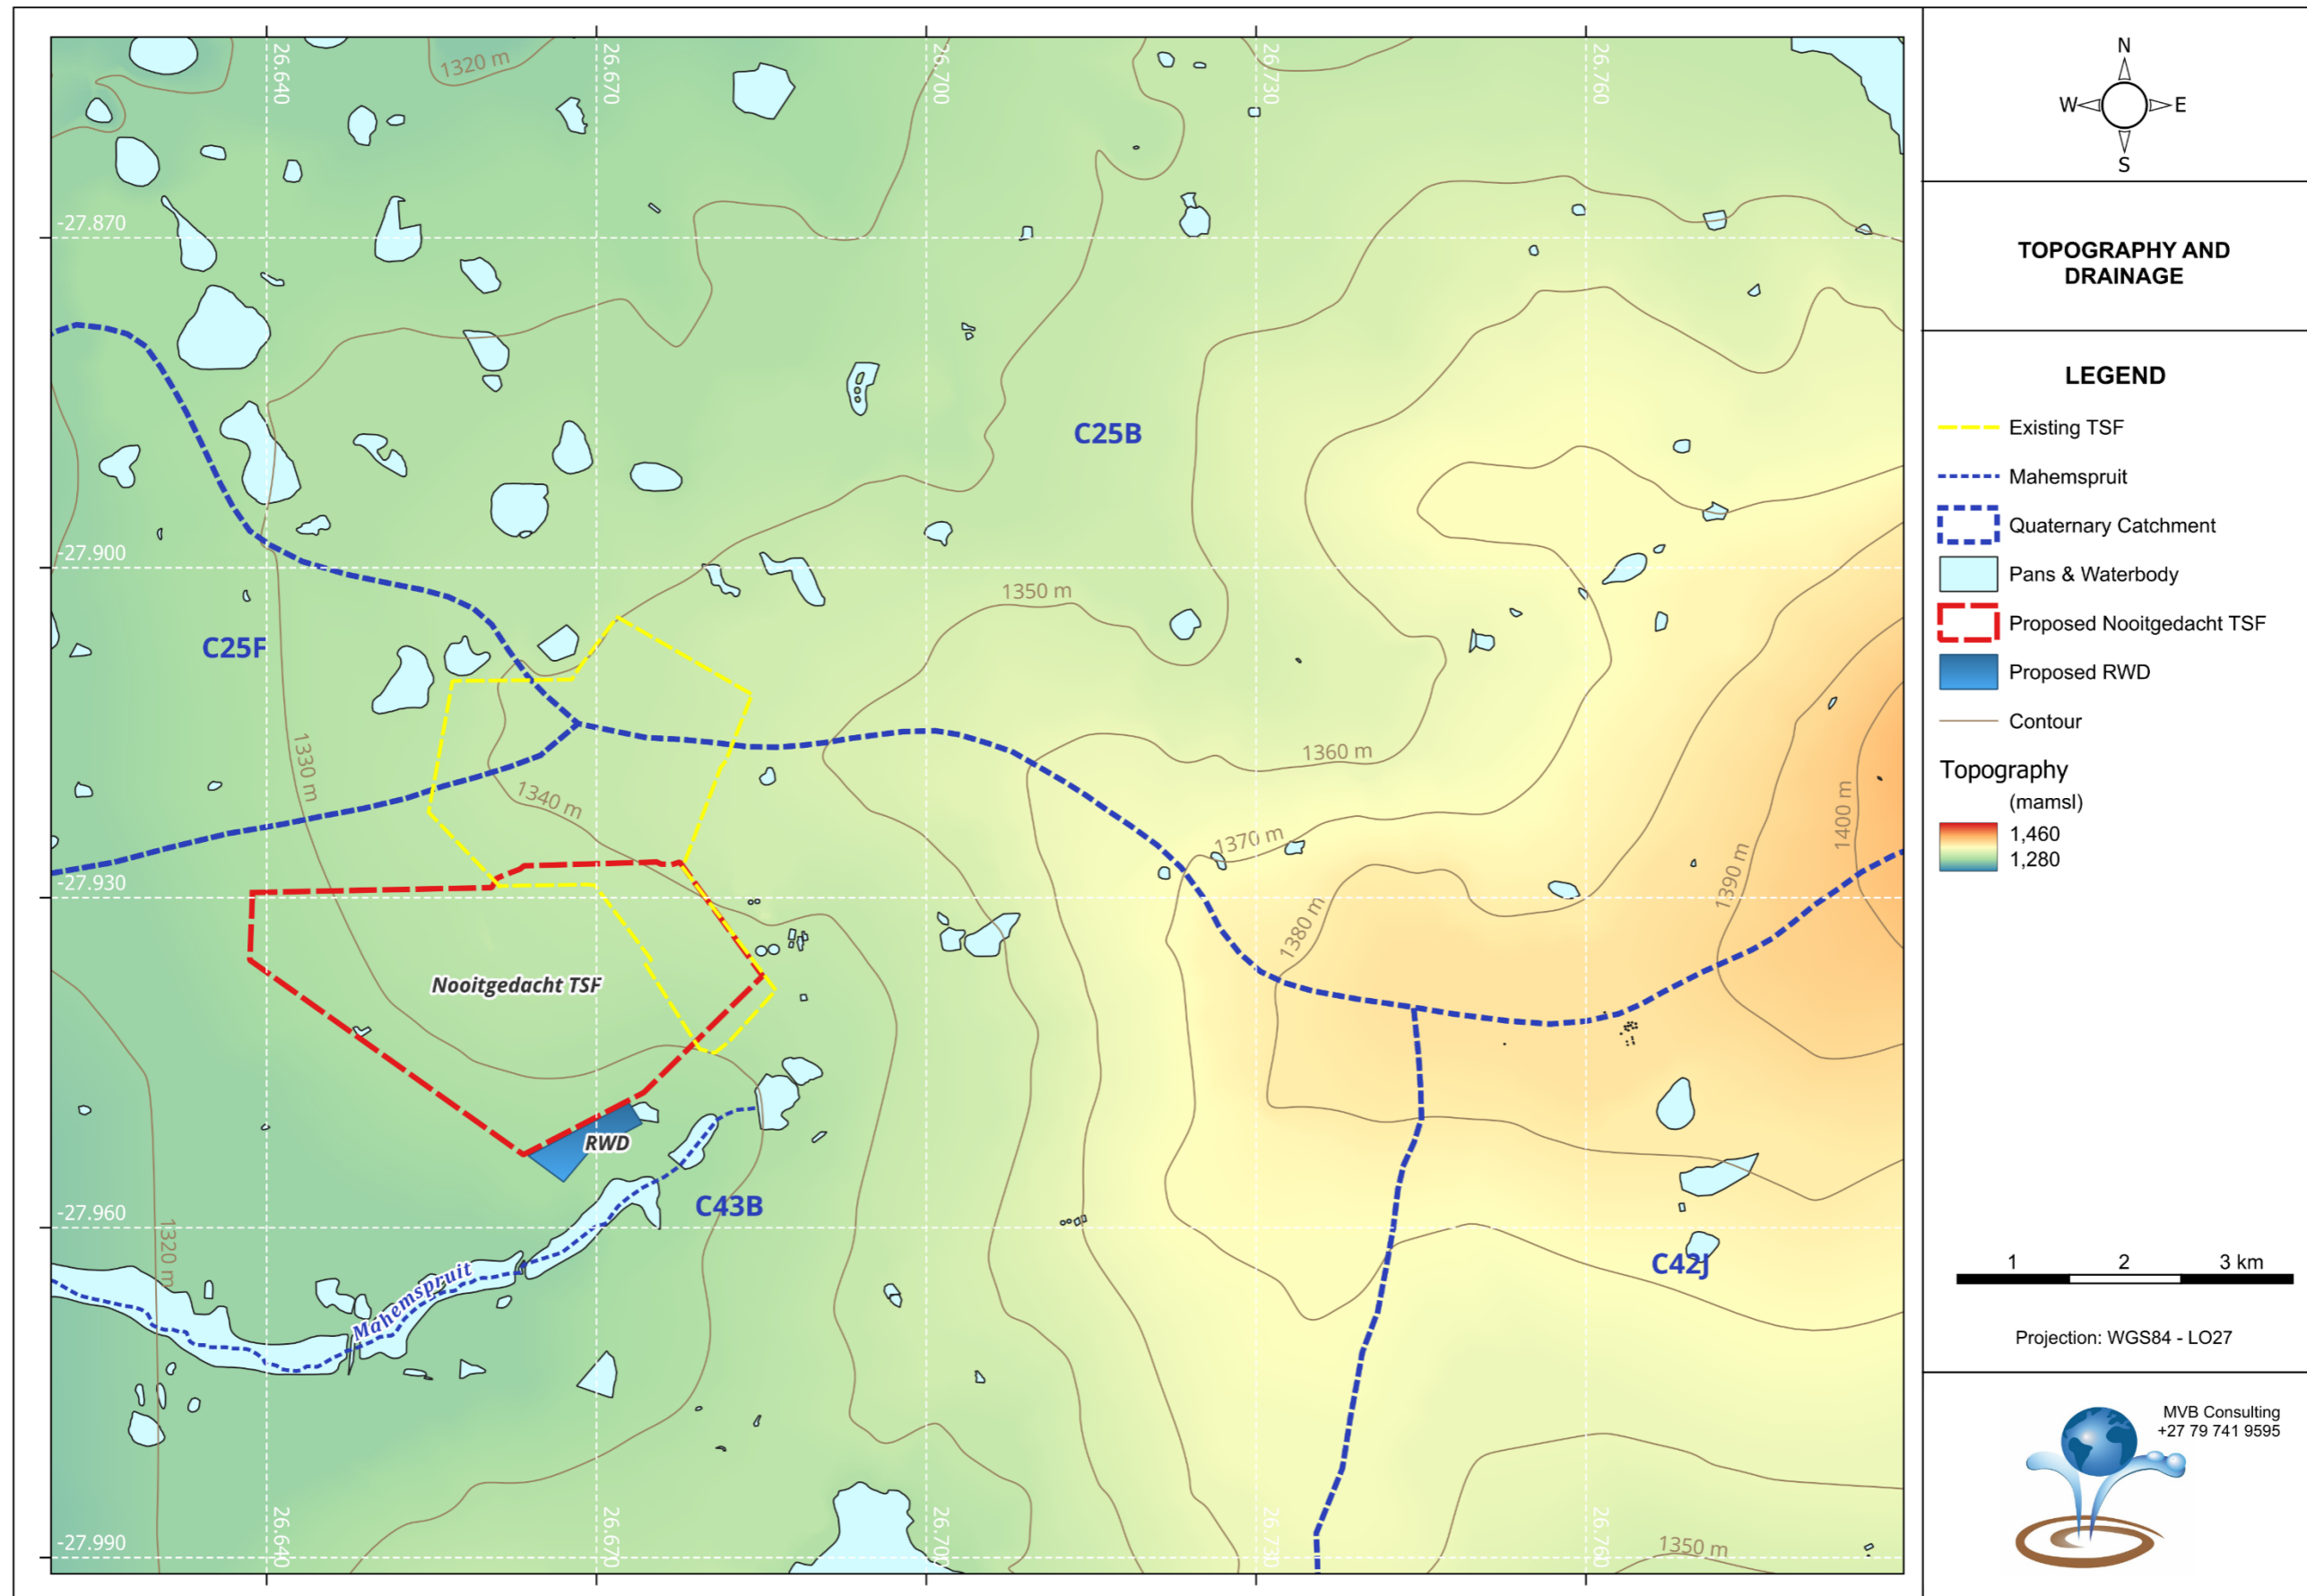 26.640
26.670
26.700
26.730
26.760
1320 m
-27.870
C25B
-27.900
1350 m
C25F
1330 m
1340 m
1360 m
1370 m
1400 m
1390 m
-27.930
1380 m
Nooitgedacht TSF
RWD
C43B
-27.960
1320 m
Mahemspruit
C42J
-27.990
26.640
26.670
26.700
26.730
26.760
1350 m
N
W
E
S
TOPOGRAPHY AND
DRAINAGE
LEGEND
Existing TSF
Mahemspruit
Quaternary Catchment
Pans & Waterbody
Proposed Nooitgedacht TSF
Proposed RWD
Contour
Topography
(mamsl)
1,460
1,280
1 2 3 km
Projection: WGS84 - LO27
MVB Consulting
+27 79 741 9595